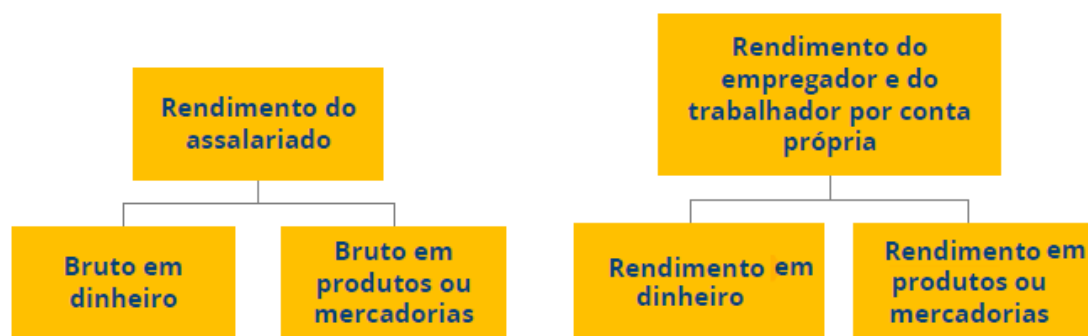 Rendimento do
assalariado
Bruto em
dinheiro
Bruto em
produtos ou
mercadorias
Rendimento do
empregador e do
trabalhador por conta
própria
Rendimento em
dinheiro
Rendimento em
produtos ou
mercadorias